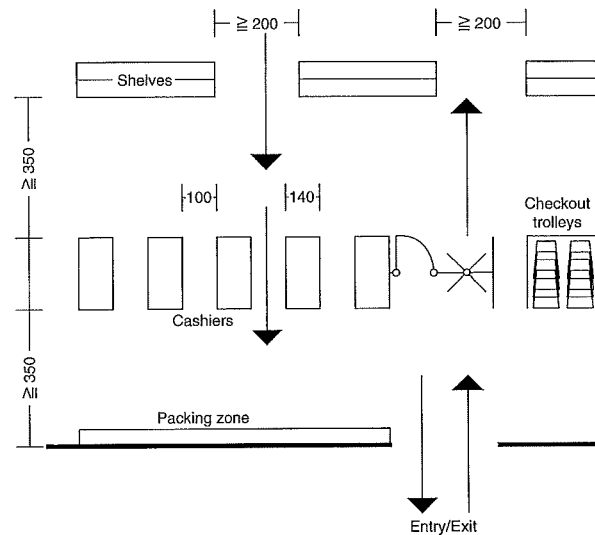 ≧ 200
≧ 200
Shelves
≧ 350
100
140
Checkout
trolleys
Cashiers
≧ 350
Packing zone
Entry/Exit